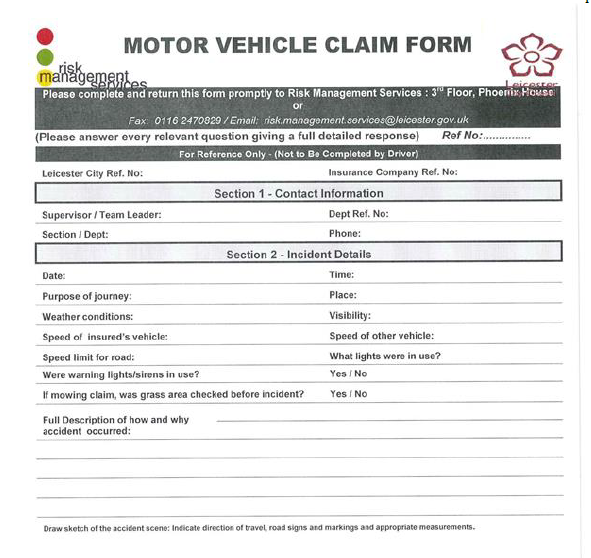 MOTOR VEHICLE CLAIM FORM
risk
management
services
Leicester
Please complete and return this form promptly to Risk Management Services : 3rd Floor, Phoenix House
or
Fax: 0116 2470829 / Email: risk.management.services@leicester.gov.uk
(Please answer every relevant question giving a full detailed response) Ref No:...............
For Reference Only - (Not to Be Completed by Driver)
Leicester City Ref. No: Insurance Company Ref. No:
Section 1 - Contact Information
Supervisor / Team Leader: Dept Ref. No:
Section / Dept: Phone:
Section 2 - Incident Details
Date: Time:
Purpose of journey: Place:
Weather conditions: Visibility:
Speed of insured's vehicle: Speed of other vehicle:
Speed limit for road: What lights were in use?
Were warning lights/sirens in use? Yes / No
If mowing claim, was grass area checked before incident? Yes / No
Full Description of how and why
accident occurred:
Draw sketch of the accident scene: Indicate direction of travel, road signs and markings and appropriate measurements.